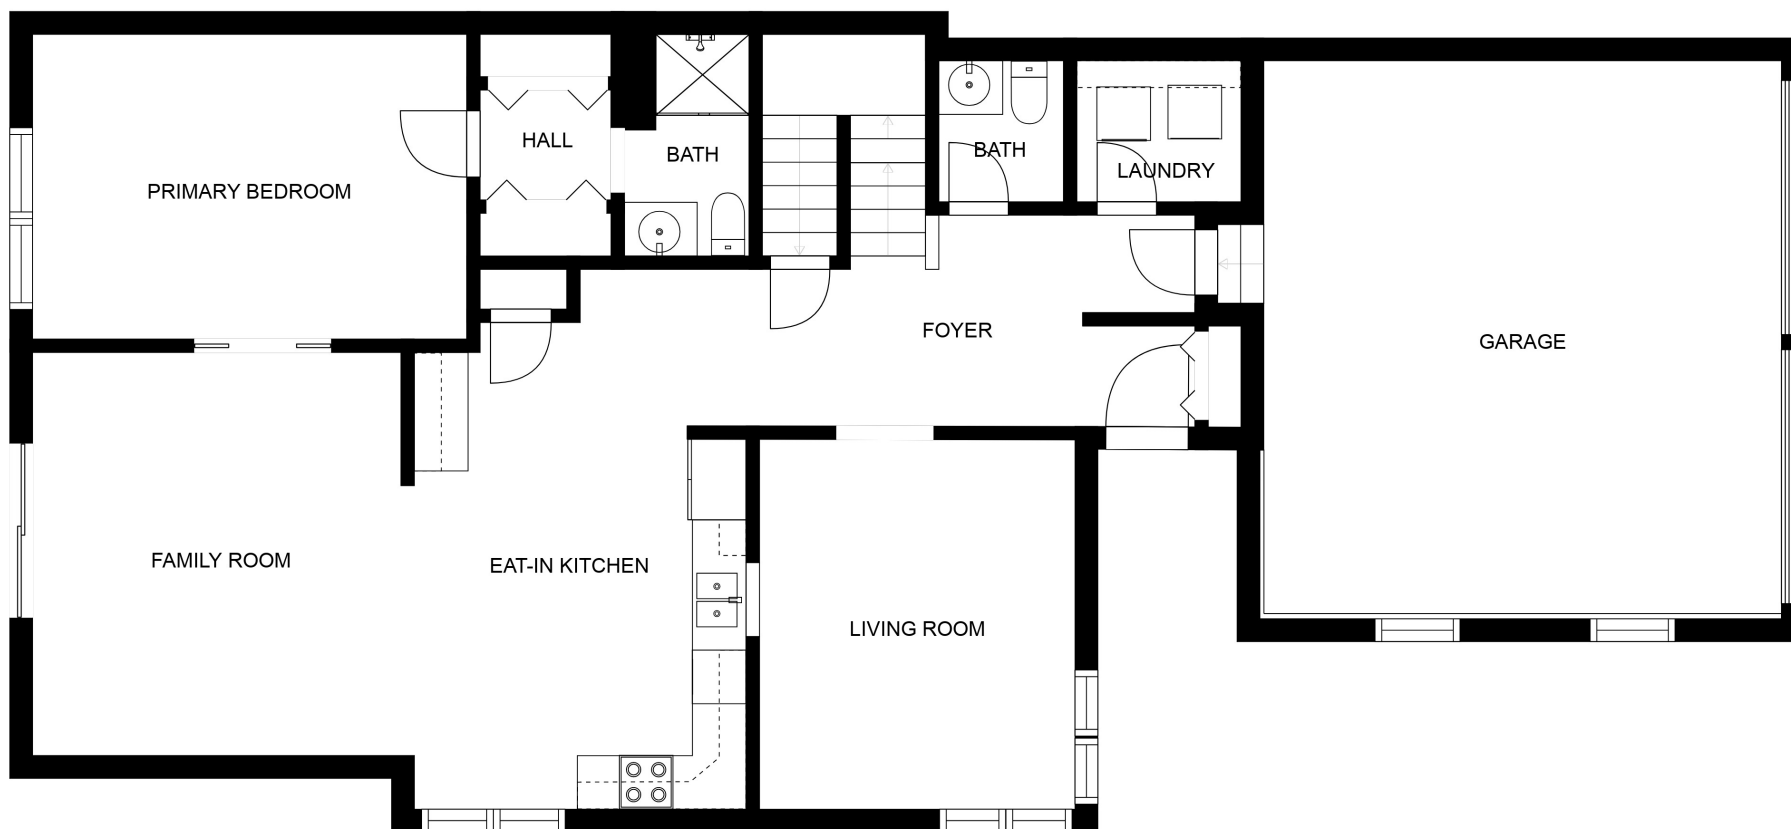 HALL
BATH
BATH
LAUNDRY
PRIMARY BEDROOM
FOYER
GARAGE
FAMILY ROOM
EAT-IN KITCHEN
LIVING ROOM